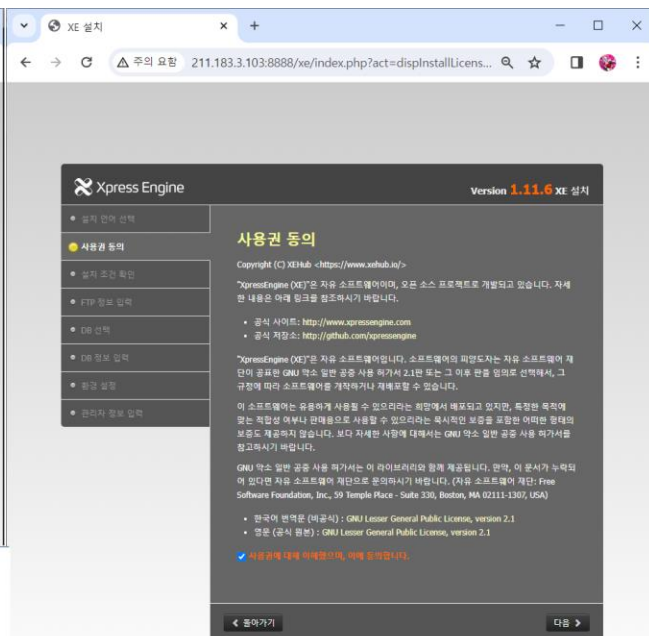 XE 설치
주의 요함 211.183.3.103:8888/xe/index.php?act=dispInstallLicens...
Xpress Engine
Version 1.11.6 XE 설치
설치 언어 선택
사용권 동의
설치 조건 확인
FTP 정보 입력
DB 선택
DB 정보 입력
환경 설정
관리자 정보 입력
사용권 동의
Copyright (C) XEHub <https://www.xehub.io/>
"XpressEngine (XE)"은 자유 소프트웨어이며, 오픈 소스 프로젝트로 개발되고 있습니다. 자세
한 내용은 아래 링크를 참조하시기 바랍니다.
공식 사이트: http://www.xpressengine.com
공식 저장소: http://github.com/xpressengine
"XpressEngine (XE)"은 자유 소프트웨어입니다. 소프트웨어의 피양도자는 자유 소프트웨어 재
단이 공표한 GNU 약소 일반 공중 사용 허가서 2.1판 또는 그 이후 판을 임의로 선택해서, 그
규정에 따라 소프트웨어를 개작하거나 재배포할 수 있습니다.
이 소프트웨어는 유용하게 사용될 수 있으리라는 희망에서 배포되고 있지만, 특정한 목적에
맞는 적합성 여부나 판매용으로 사용할 수 있으리라는 묵시적인 보증을 포함한 어떠한 형태의
보증도 제공하지 않습니다. 보다 자세한 사항에 대해서는 GNU 약소 일반 공중 사용 허가서를
참고하시기 바랍니다.
GNU 약소 일반 공중 사용 허가서는 이 라이브러리와 함께 제공됩니다. 만약, 이 문서가 누락되
어 있다면 자유 소프트웨어 재단으로 문의하시기 바랍니다. (자유 소프트웨어 재단: Free
Software Foundation, Inc., 59 Temple Place - Suite 330, Boston, MA 02111-1307, USA)
한국어 번역문 (비공식) : GNU Lesser General Public License, version 2.1
영문 (공식 원본) : GNU Lesser General Public License, version 2.1
사용권에 대해 이해했으며, 이에 동의합니다.
돌아가기
다음